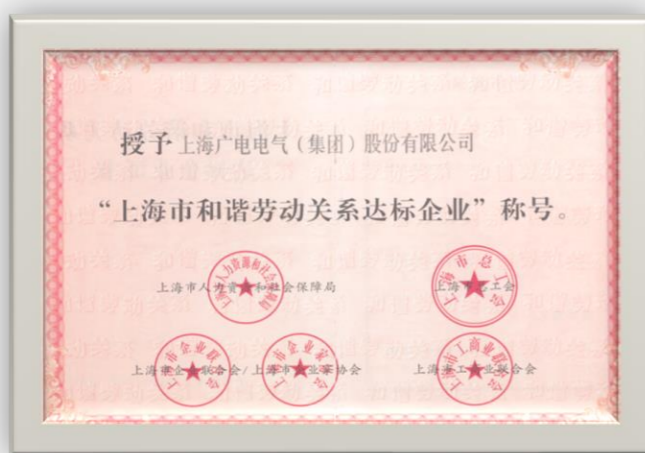 授予 上海广电电气（集团）股份有限公司
“上海市和谐劳动关系达标企业”称号。
上海市人力资源和社会保障局
上海市总工会
上海市企业联合会/上海市企业家协会
上海市工商业联合会